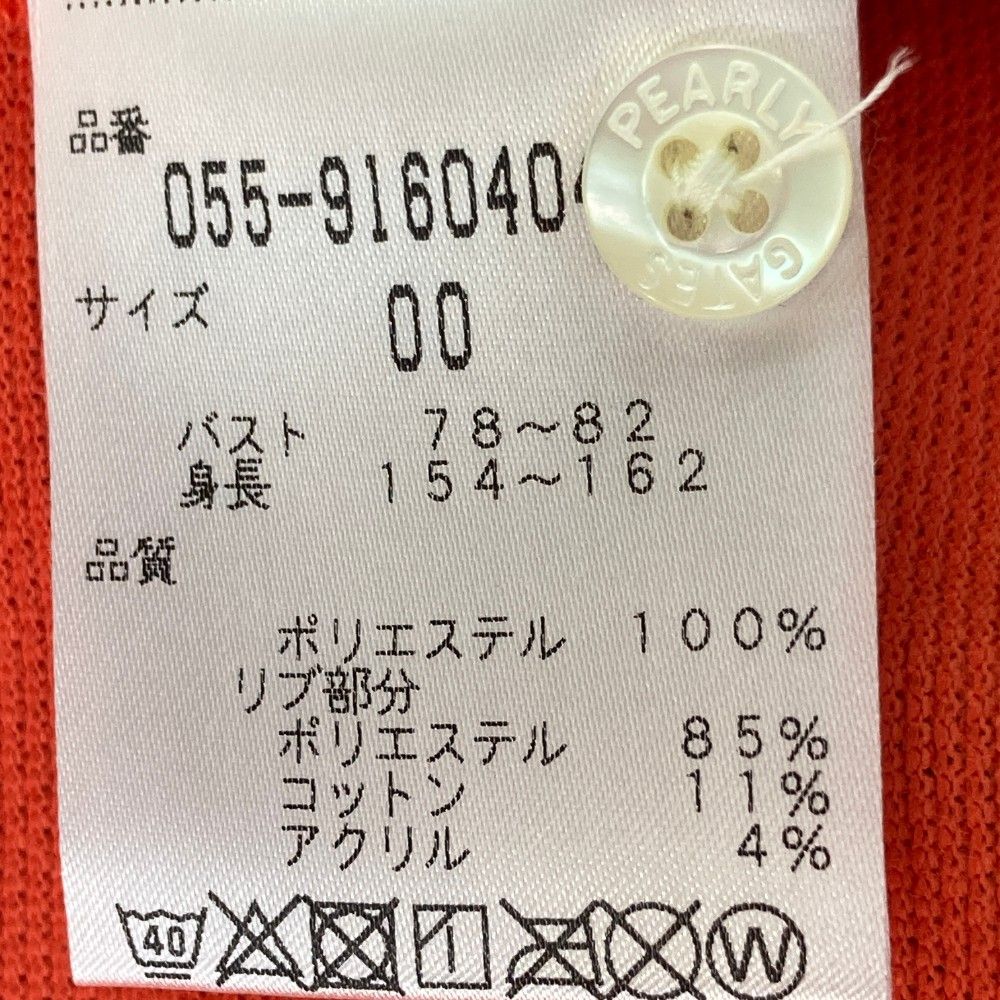 品番
055-916040
サイズ 00
バスト 78~82
身長 154~162
品質
ポリエステル 100%
リブ部分
ポリエステル 85%
コットン 11%
アクリル 4%
40
W
PEARLY
GATES